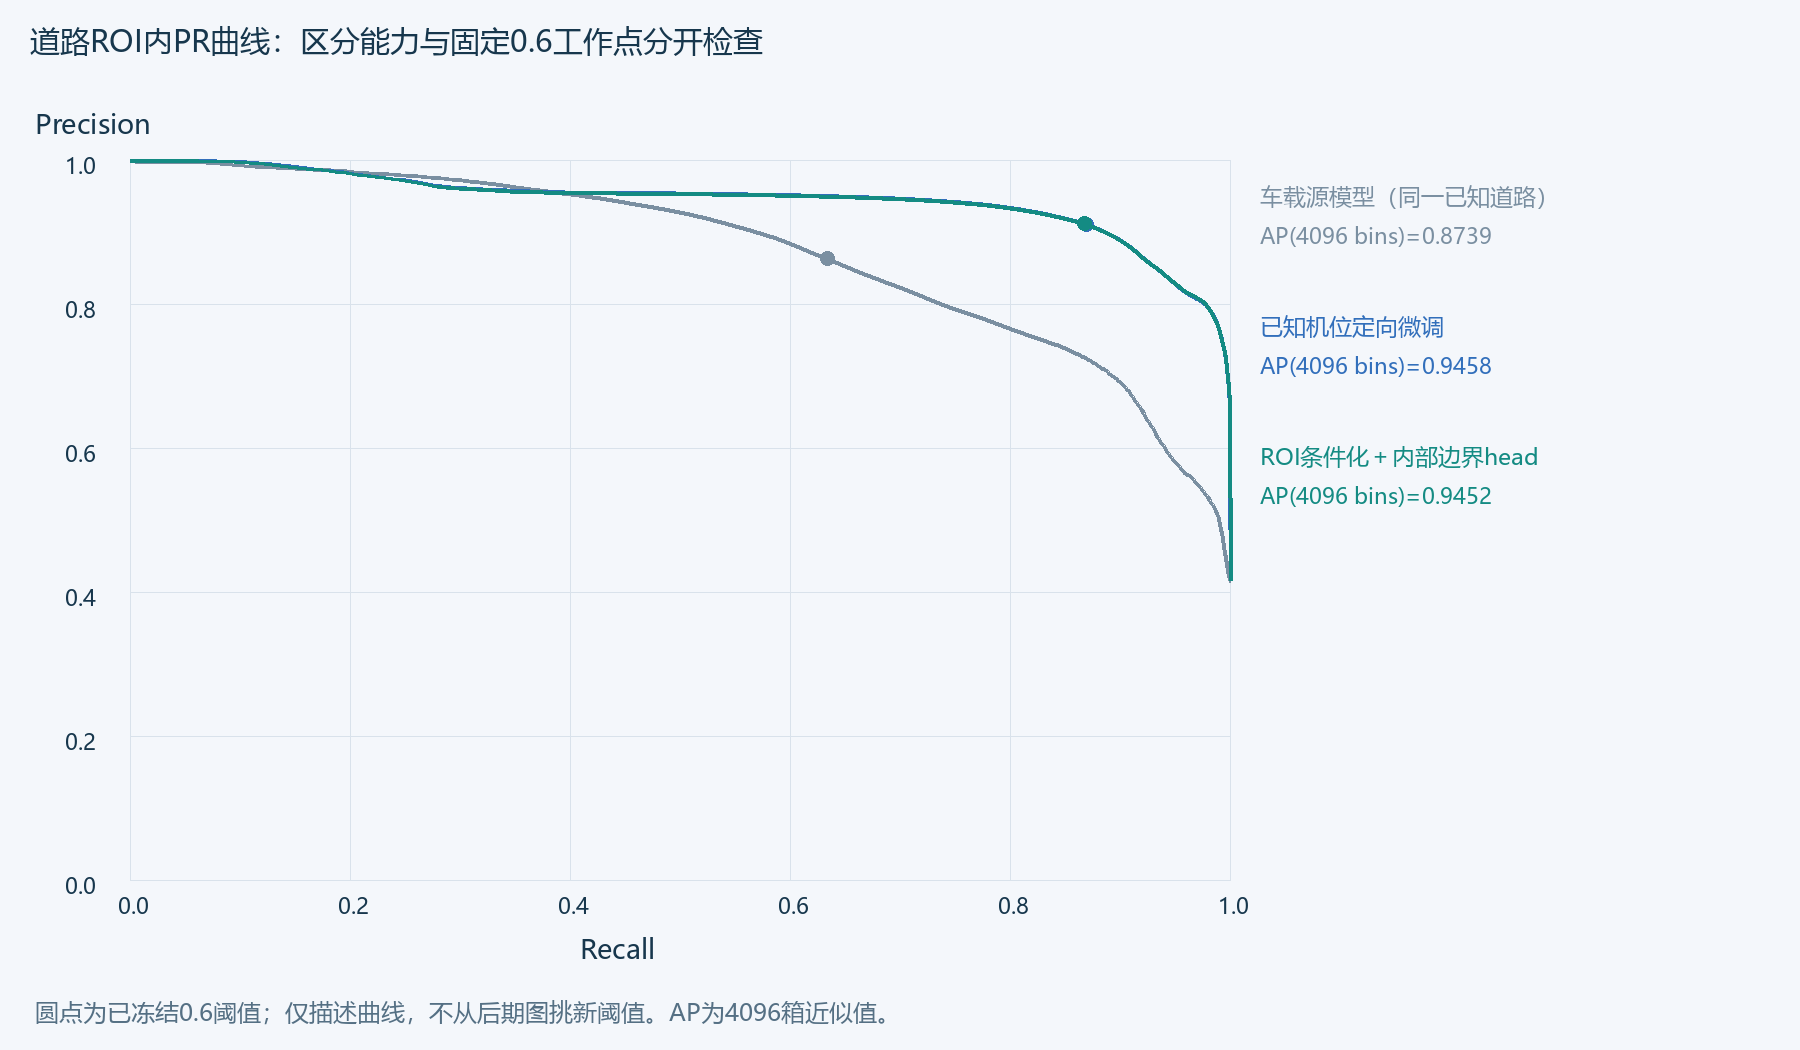 道路ROI内PR曲线：区分能力与固定0.6工作点分开检查
Precision
1.0
0.8
0.6
0.4
0.2
0.0
0.0 0.2 0.4 0.6 0.8 1.0
Recall
车载源模型（同一已知道路）
AP(4096 bins)=0.8739
已知机位定向微调
AP(4096 bins)=0.9458
ROI条件化＋内部边界head
AP(4096 bins)=0.9452
圆点为已冻结0.6阈值；仅描述曲线，不从后期图挑新阈值。AP为4096箱近似值。